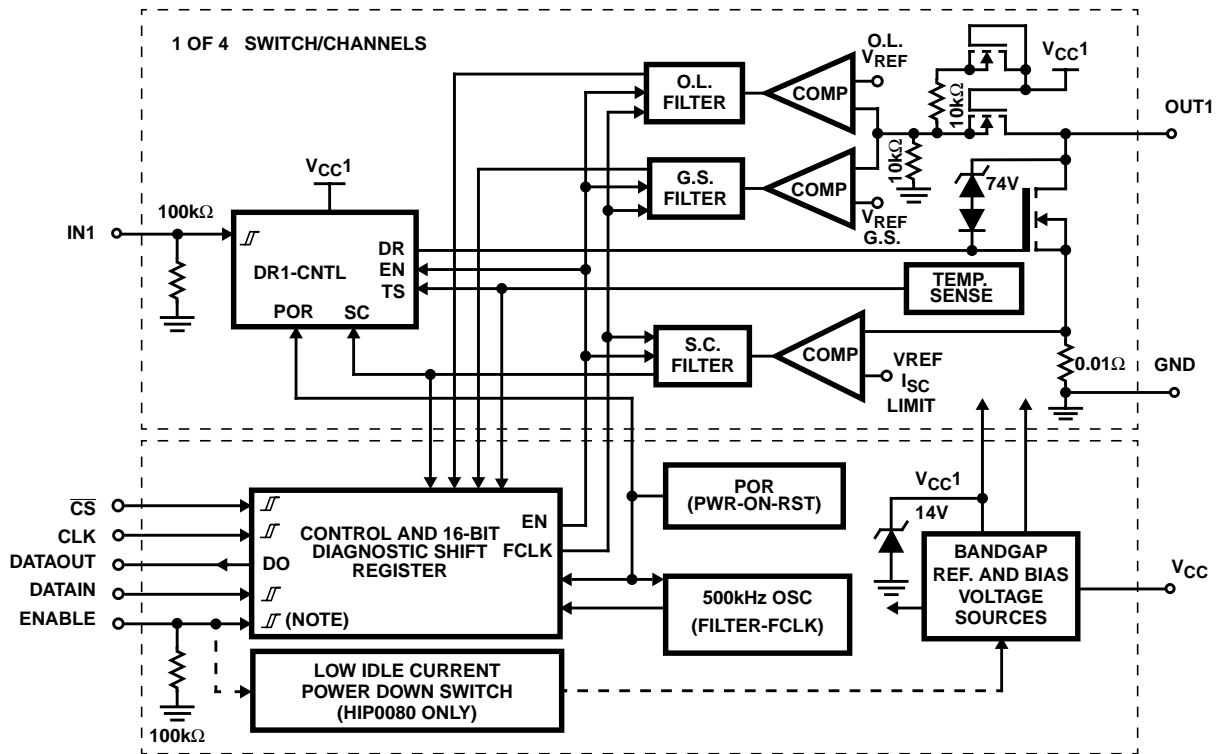 1 OF 4 SWITCH/CHANNELS
O.L.
VREF
VCC1
O.L.
FILTER
COMP
10kΩ
OUT1
10kΩ
G.S.
FILTER
COMP
VREF
G.S.
74V
VCC1
100kΩ
IN1
DR1-CNTL
DR
EN
TS
POR
SC
TEMP.
SENSE
S.C.
FILTER
COMP
VREF
ISC
LIMIT
0.01Ω
GND
CS
CLK
DATAOUT
DATAIN
ENABLE
CONTROL AND 16-BIT
DIAGNOSTIC SHIFT
REGISTER
EN
FCLK
DO
(NOTE)
POR
(PWR-ON-RST)
500kHz OSC
(FILTER-FCLK)
VCC1
14V
BANDGAP
REF. AND BIAS
VOLTAGE
SOURCES
VCC
LOW IDLE CURRENT
POWER DOWN SWITCH
(HIP0080 ONLY)
100kΩ